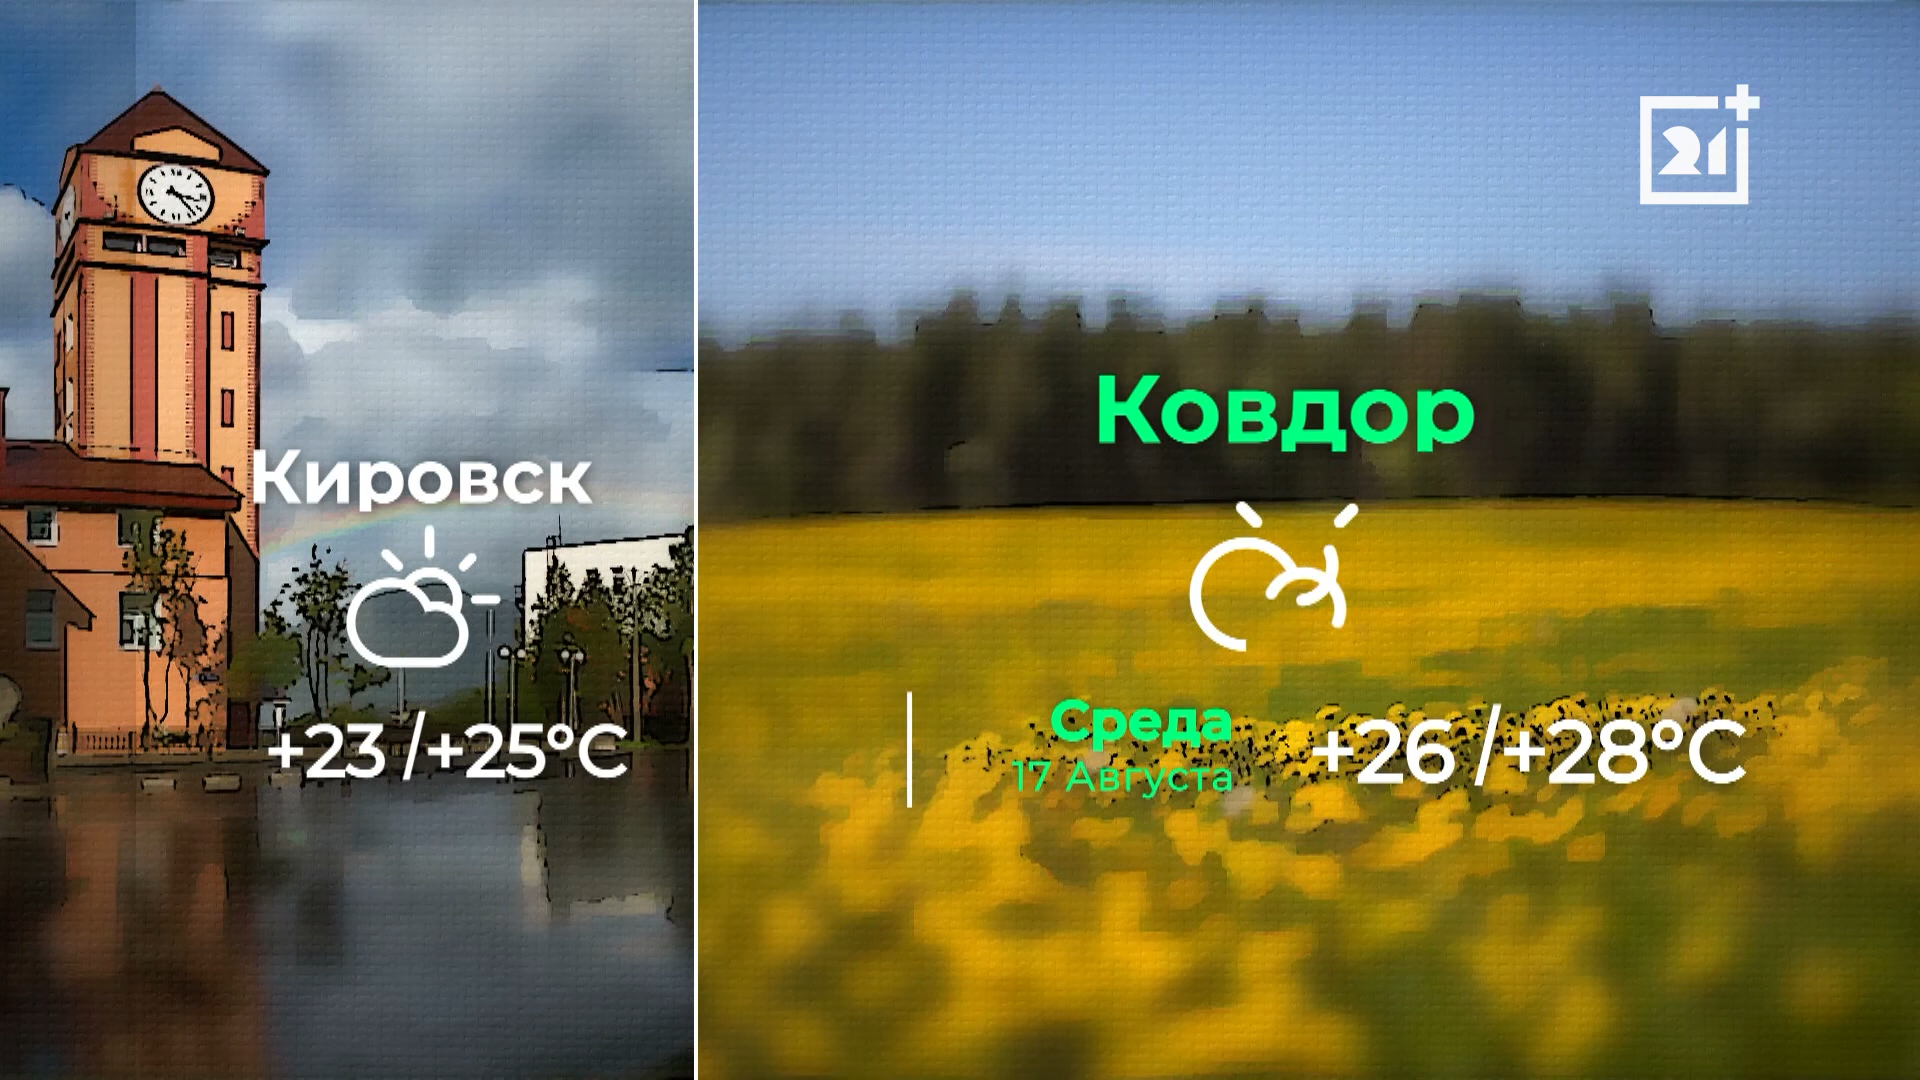 21+
Кировск
+23 /+25°C
Ковдор
Среда
17 Августа
+26 /+28°C